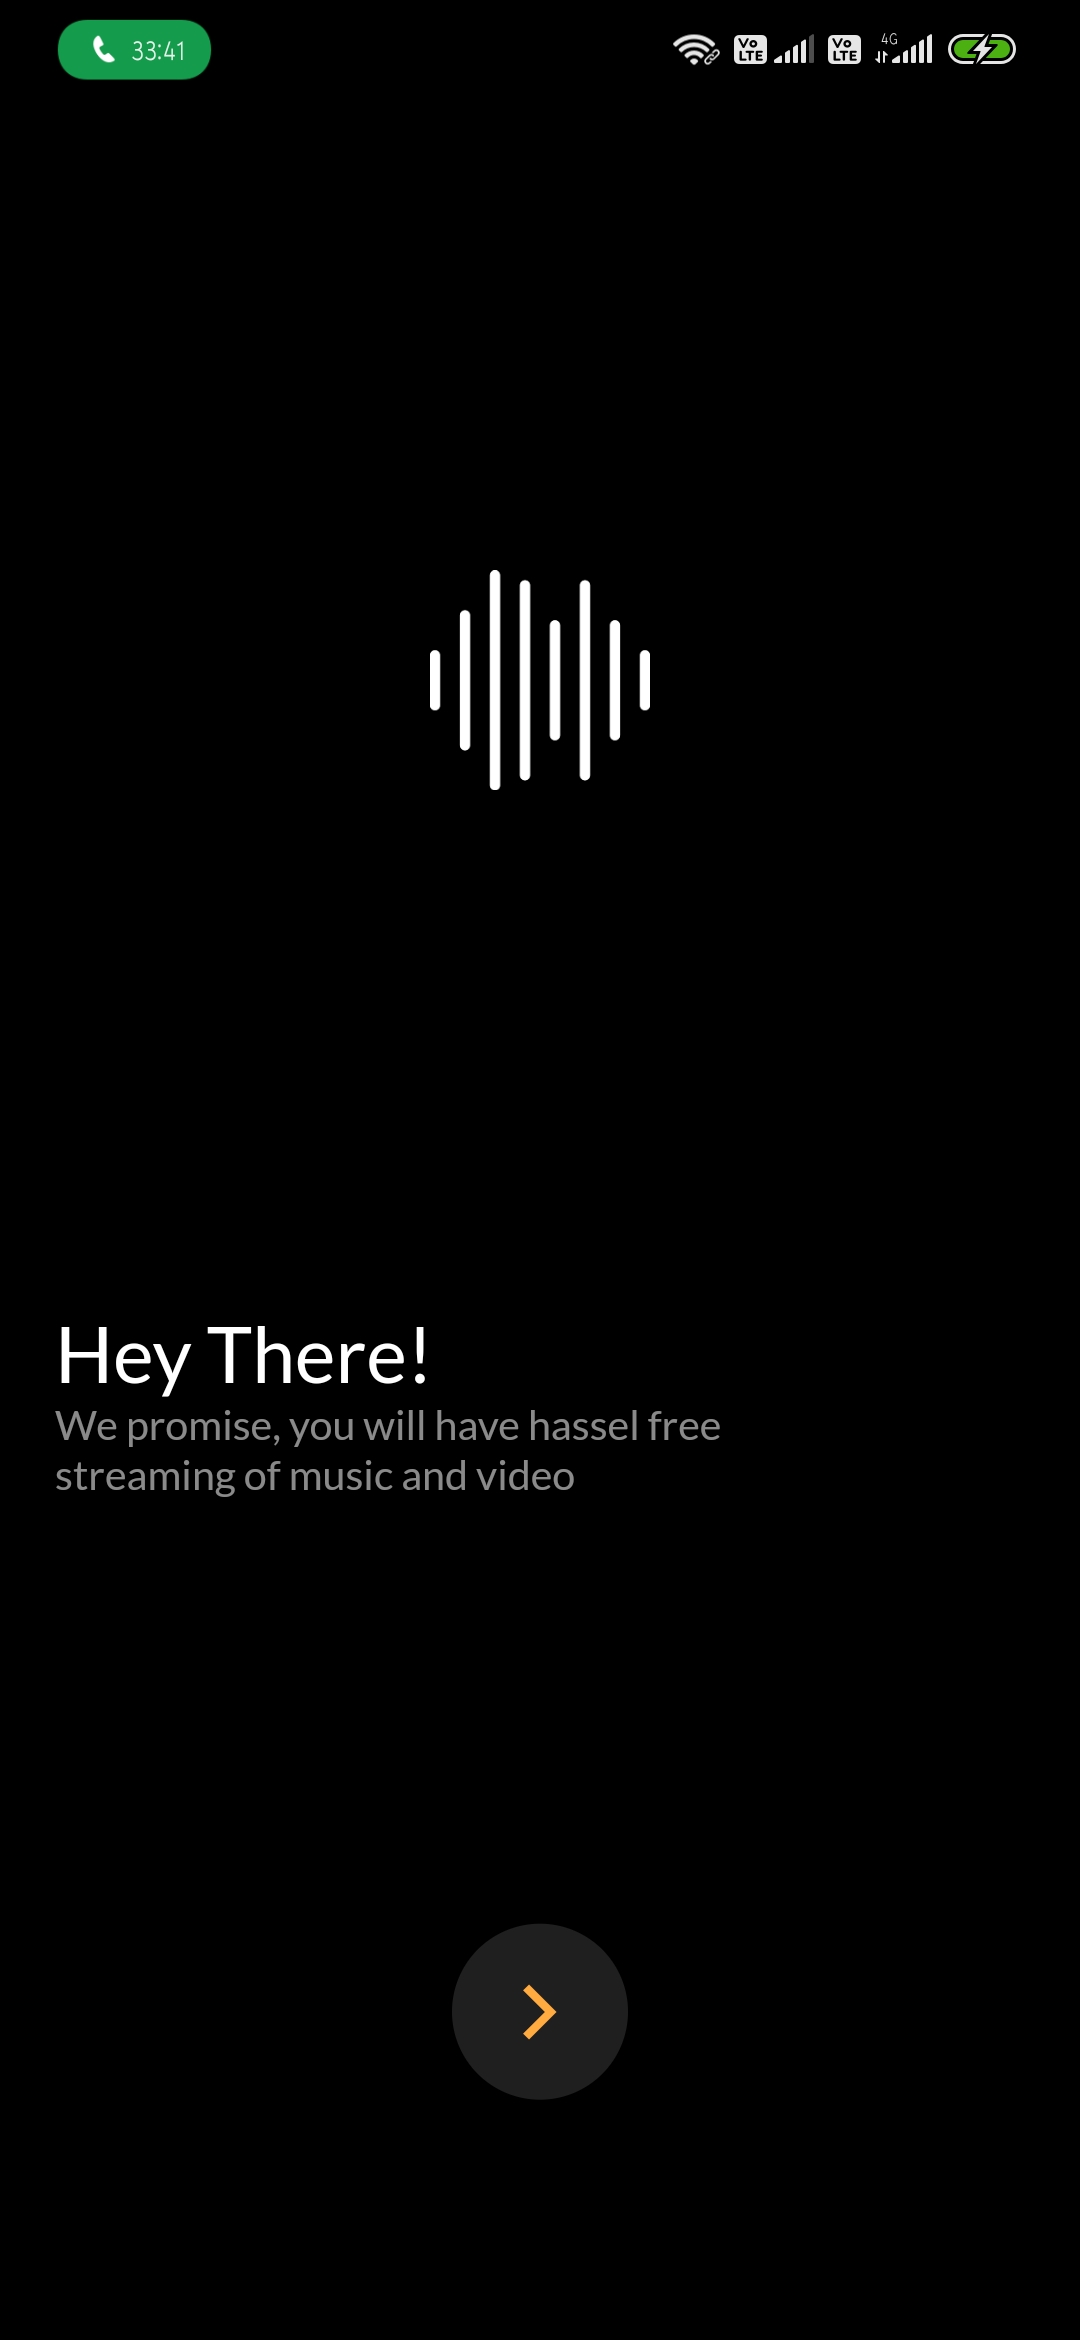 33:41
Vo
LTE
Vo
LTE
4G
Hey There!
We promise, you will have hassel free
streaming of music and video